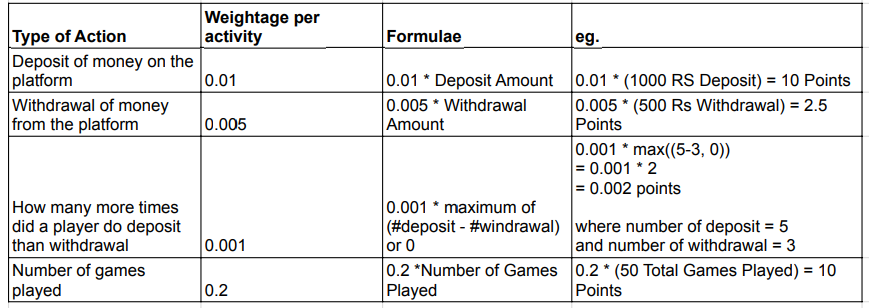 Type of Action
Weightage per
activity
Formulae
eg.
Deposit of money on the
platform
0.01
0.01 * Deposit Amount
0.01 * (1000 RS Deposit) = 10 Points
Withdrawal of money
from the platform
0.005
0.005 * Withdrawal
Amount
0.005 * (500 Rs Withdrawal) = 2.5
Points
How many more times
did a player do deposit
than withdrawal
0.001
0.001 * maximum of
(#deposit - #windrawal)
or 0
0.001 * max((5-3, 0))
= 0.001 * 2
= 0.002 points
where number of deposit = 5
and number of withdrawal = 3
Number of games
played
0.2
0.2 *Number of Games
Played
0.2 * (50 Total Games Played) = 10
Points